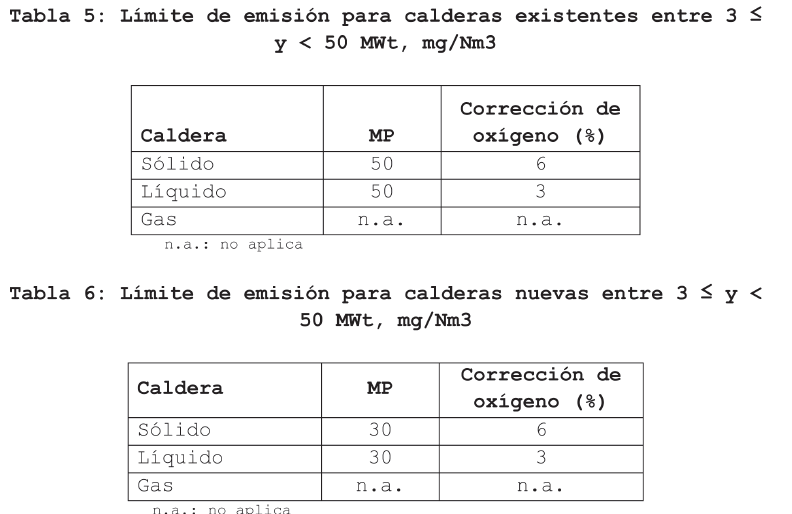 Tabla 5: Límite de emisión para calderas existentes entre 3 ≤
y < 50 MWt, mg/Nm3
Corrección de
Caldera MP oxígeno (%)
Sólido 50 6
Líquido 50 3
Gas n.a. n.a.
n.a.: no aplica
Tabla 6: Límite de emisión para calderas nuevas entre 3 ≤ y <
50 MWt, mg/Nm3
Caldera MP Corrección de
oxígeno (%)
Sólido 30 6
Líquido 30 3
Gas n.a. n.a.
n.a.: no aplica